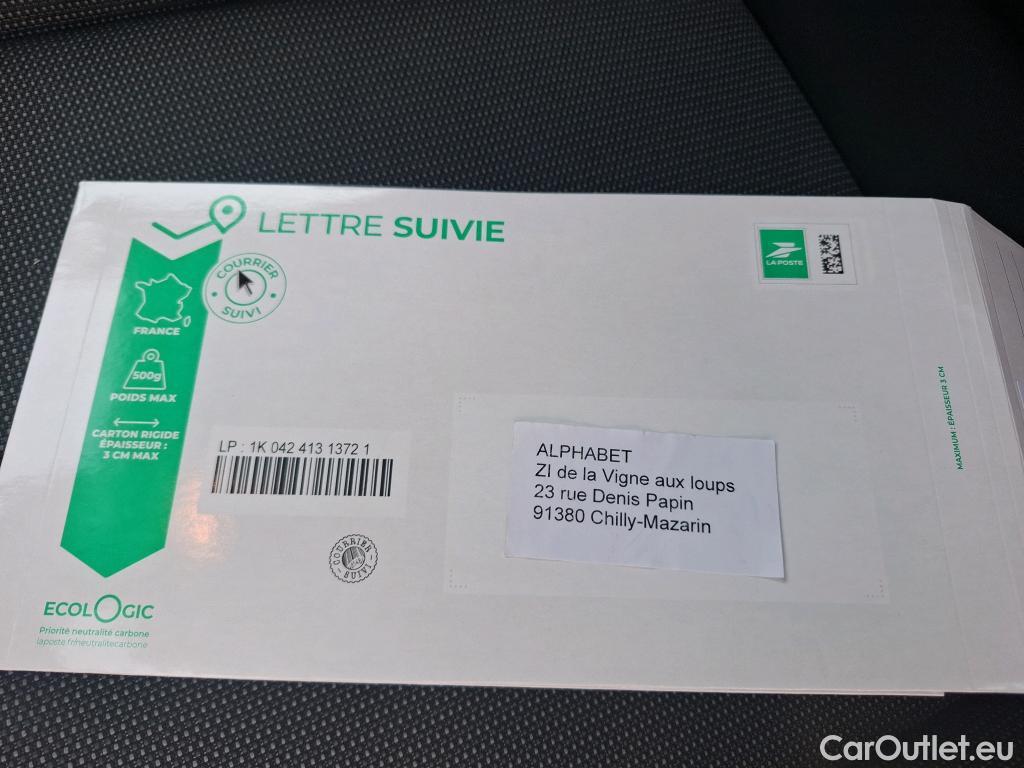 LETTRE SUIVIE
COURRIER
SUIVI
LA POSTE
FRANCE
500g
POIDS MAX
CARTON RIGIDE
ÉPAISSEUR :
3 CM MAX
MAXIMUM : ÉPAISSEUR 3 CM
LP : 1K 042 413 1372 1
ALPHABET
ZI de la Vigne aux loups
23 rue Denis Papin
91380 Chilly-Mazarin
COURRIER
SUIVI
ECOLOGIC
Priorité neutralité carbone
laposte.fr/neutralitecarbone
CarOutlet.eu